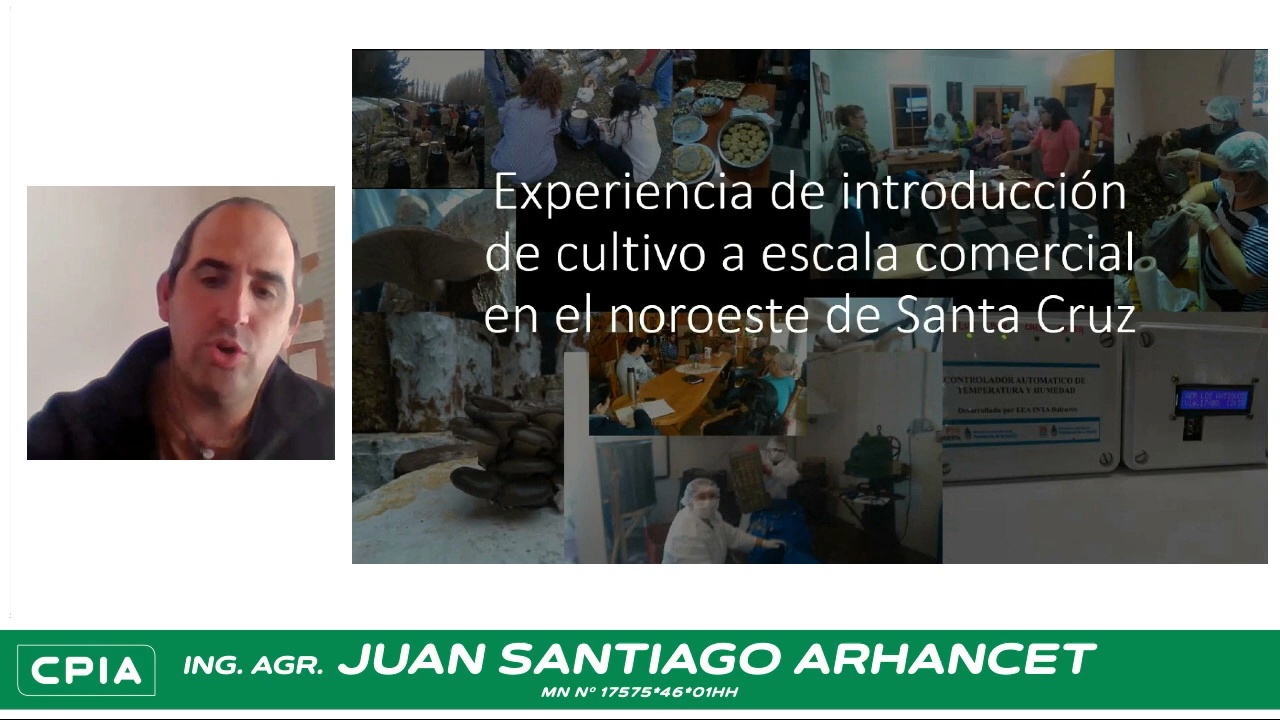 Experiencia de introducción
de cultivo a escala comercial
en el noroeste de Santa Cruz
CONTROLADOR AUTOMATICO DE
TEMPERATURA Y HUMEDAD
CPIA
ING. AGR. JUAN SANTIAGO ARHANCET
MN Nº 17575*46*01HH